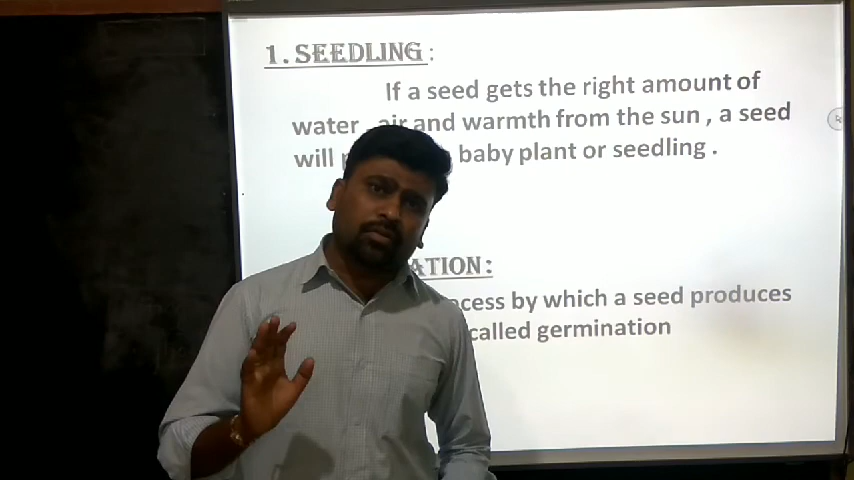 1. SEEDLING :
If a seed gets the right amount of
water , air and warmth from the sun , a seed
will baby plant or seedling .
ATION:
cess by which a seed produces
called germination